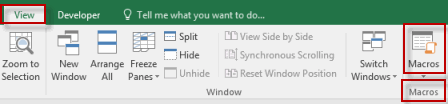 View Developer Tell me what you want to do...
Zoom to Selection
New Window
Arrange All
Freeze Panes
Split
Hide
Unhide
View Side by Side
Synchronous Scrolling
Reset Window Position
Switch Windows
Macros
Window
Macros